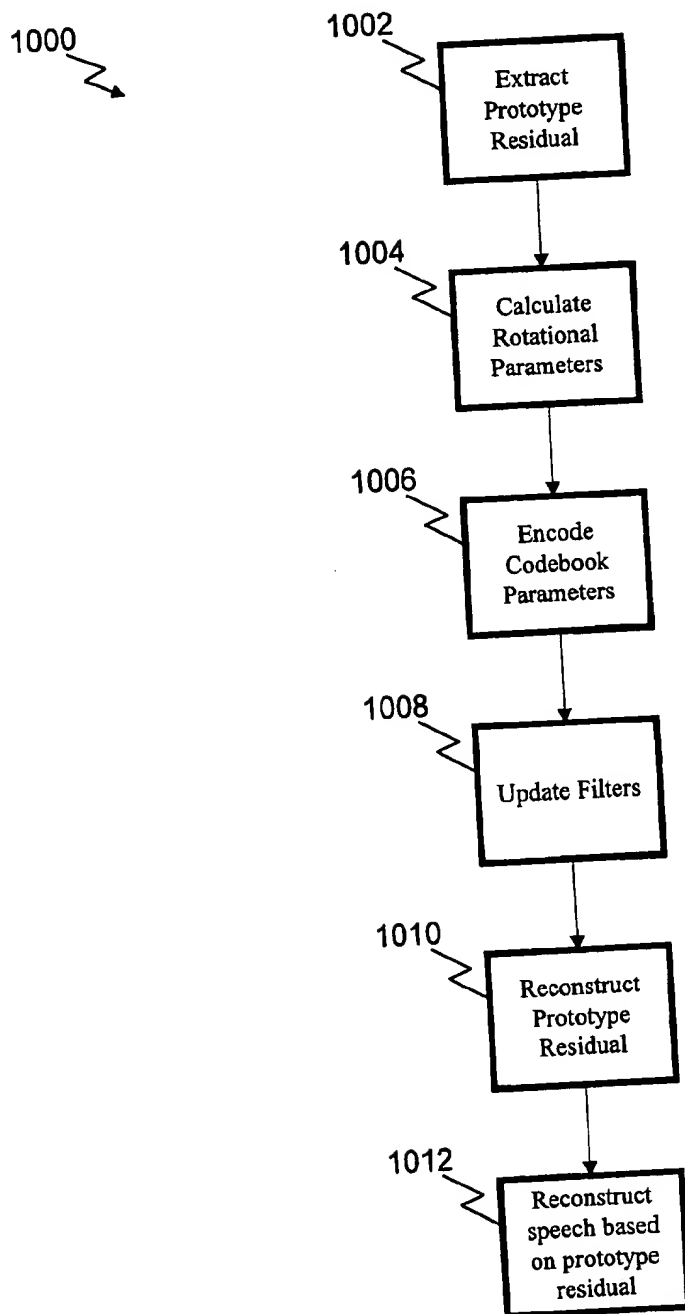 1000
1002
Extract
Prototype
Residual
1004
Calculate
Rotational
Parameters
1006
Encode
Codebook
Parameters
1008
Update Filters
1010
Reconstruct
Prototype
Residual
1012
Reconstruct
speech based
on prototype
residual